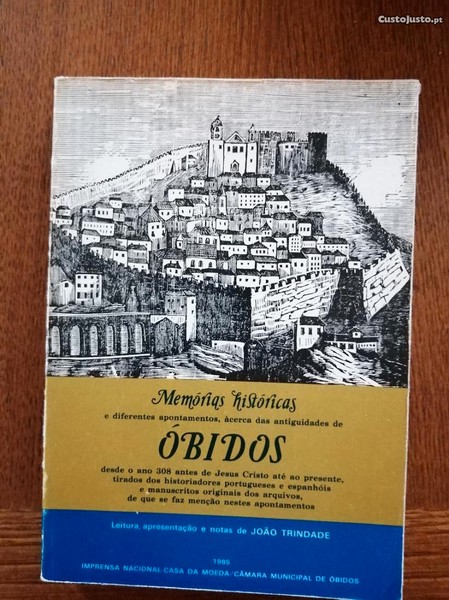 CustoJusto.pt
Memórias históricas
e diferentes apontamentos, àcerca das antiguidades de
ÓBIDOS
desde o ano 308 antes de Jesus Cristo até ao presente,
tirados dos historiadores portugueses e espanhóis
e manuscritos originais dos arquivos,
de que se faz menção nestes apontamentos
Leitura, apresentação e notas de JOÃO TRINDADE
1985
IMPRENSA NACIONAL-CASA DA MOEDA/CÂMARA MUNICIPAL DE ÓBIDOS